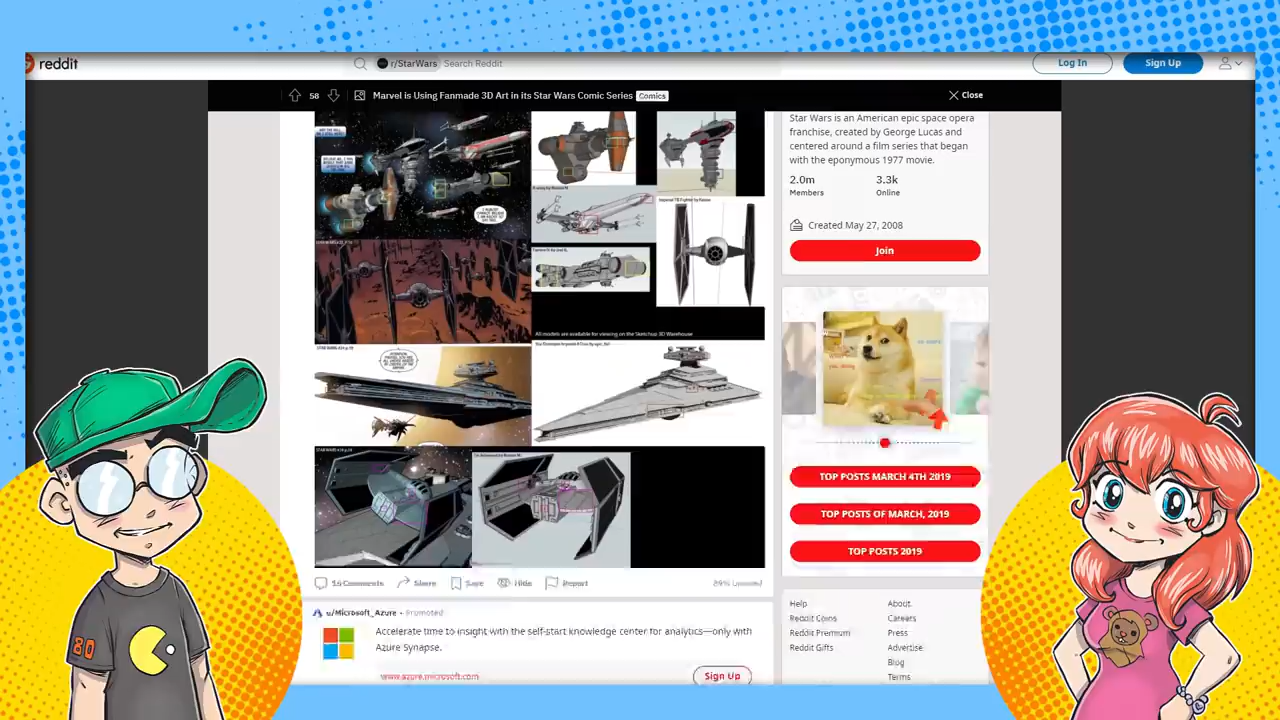 reddit
r/StarWars
Search Reddit
Log In
Sign Up
58
Marvel is Using Fanmade 3D Art in its Star Wars Comic Series
Comics
Close
Star Wars is an American epic space opera
franchise, created by George Lucas and
centered around a film series that began
with the eponymous 1977 movie.
2.0m
3.3k
Members
Online
Created May 27, 2008
Join
All models are available for viewing on the Sketchup 3D Warehouse
TOP POSTS MARCH 4TH 2019
TOP POSTS OF MARCH, 2019
TOP POSTS 2019
Comments
Share
Save
Hide
Report
u/Microsoft_Azure • Promoted
Accelerate time to insight with the self-start knowledge center for analytics—only with
Azure Synapse.
www.azure.microsoft.com
Sign Up
Help
About
Reddit Coins
Careers
Reddit Premium
Press
Reddit Gifts
Advertise
Blog
Terms
80